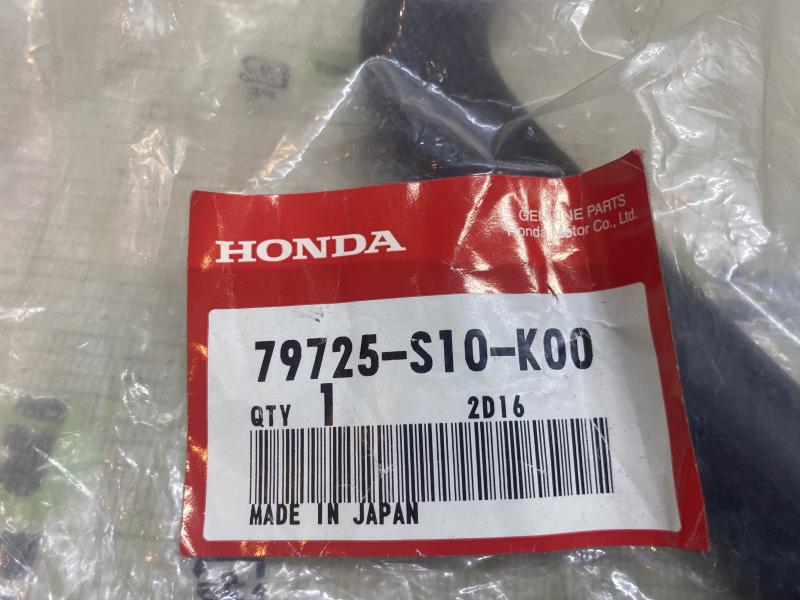 GENUINE PARTS
HONDA
Honda Motor Co., Ltd.
79725-S10-K00
QTY 1 2D16
MADE IN JAPAN